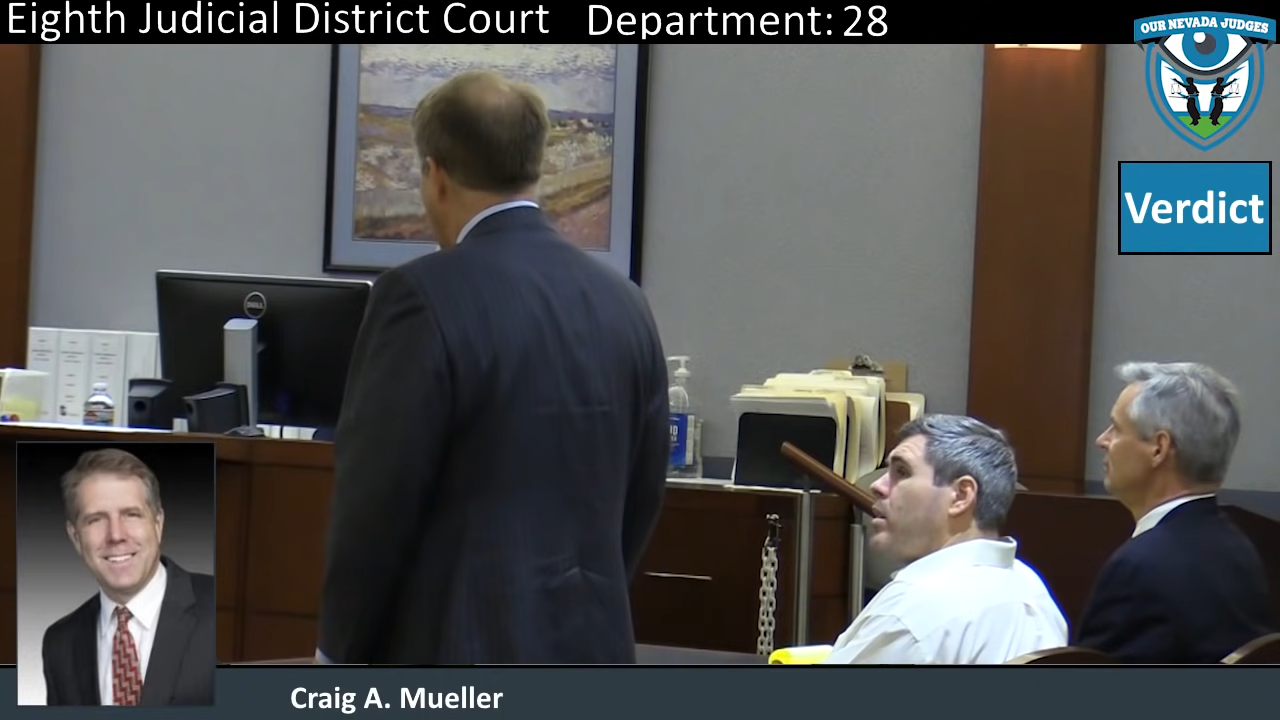 Eighth Judicial District Court Department: 28
OUR NEVADA JUDGES
Verdict
DELL
Craig A. Mueller